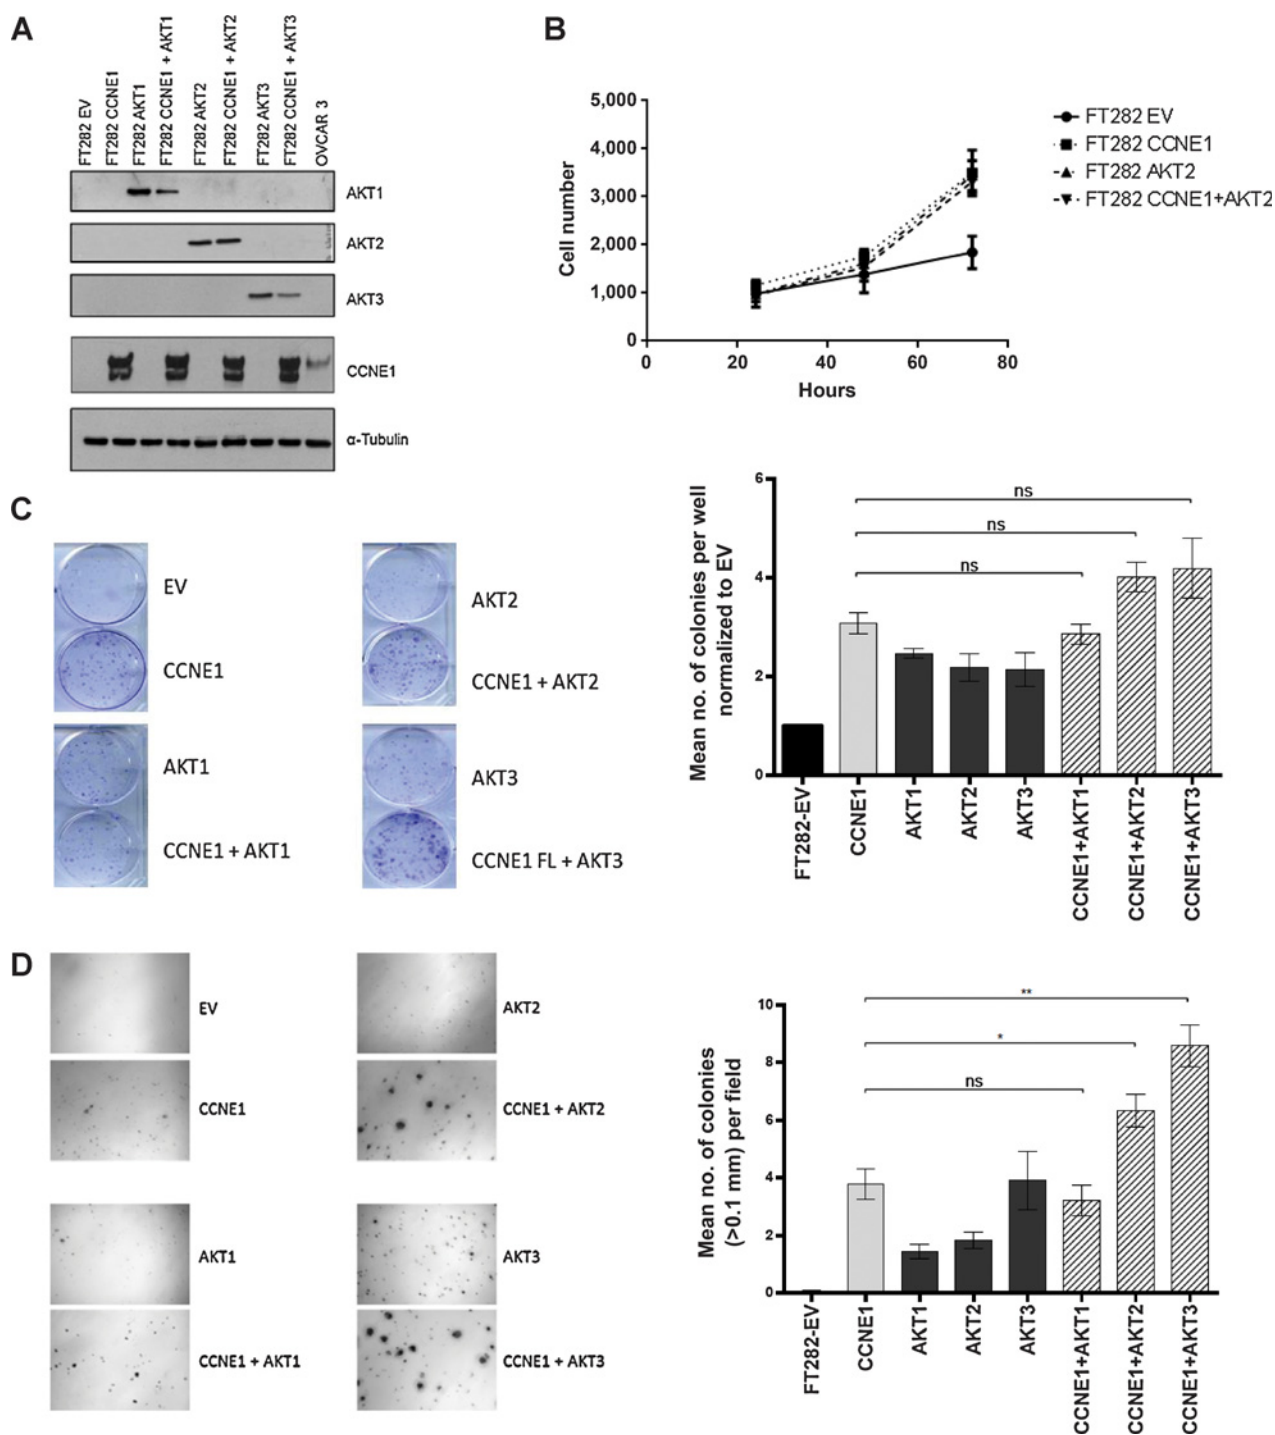 A
FT282 EV
FT282 CCNE1
FT282 AKT1
FT282 CCNE1 + AKT1
FT282 AKT2
FT282 CCNE1 + AKT2
FT282 AKT3
FT282 CCNE1 + AKT3
OVCAR 3
AKT1
AKT2
AKT3
CCNE1
α-Tubulin
B
Cell number
5,000
4,000
3,000
2,000
1,000
0
0
20
40
60
80
Hours
FT282 EV
FT282 CCNE1
FT282 AKT2
FT282 CCNE1+AKT2
C
EV
CCNE1
AKT1
CCNE1 + AKT1
AKT2
CCNE1 + AKT2
AKT3
CCNE1 FL + AKT3
Mean no. of colonies per well
normalized to EV
6
4
2
0
ns
ns
ns
FT282-EV
CCNE1
AKT1
AKT2
AKT3
CCNE1+AKT1
CCNE1+AKT2
CCNE1+AKT3
D
EV
CCNE1
AKT1
CCNE1 + AKT1
AKT2
CCNE1 + AKT2
AKT3
CCNE1 + AKT3
Mean no. of colonies
(>0.1 mm) per field
10
8
6
4
2
0
**
*
ns
FT282-EV
CCNE1
AKT1
AKT2
AKT3
CCNE1+AKT1
CCNE1+AKT2
CCNE1+AKT3